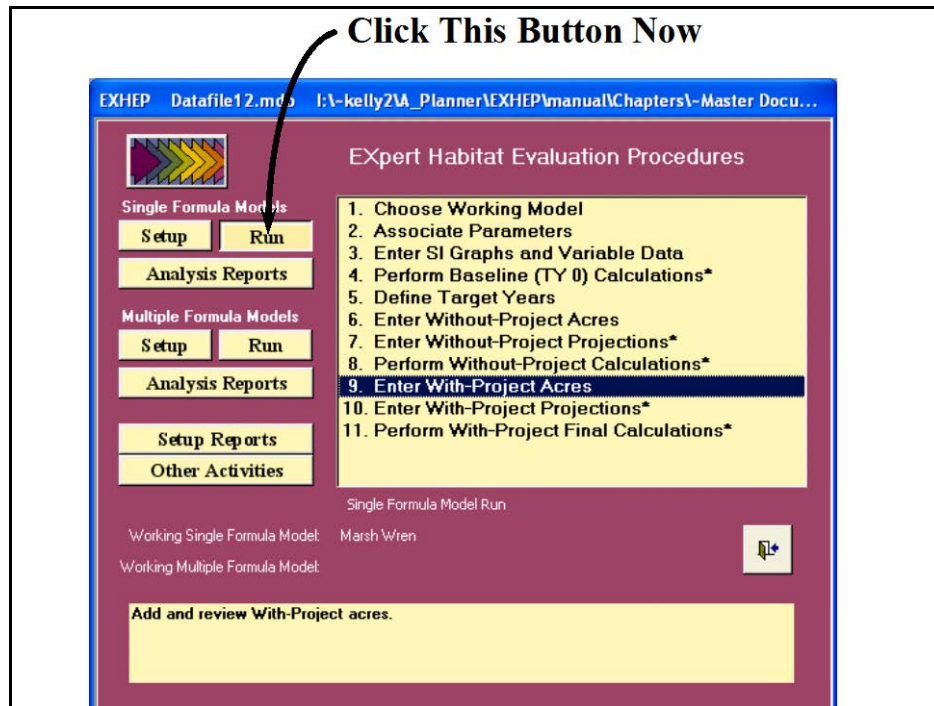 Click This Button Now
EXHEP Datafile12.mdb I:\~kelly2\A_Planner\EXHEP\manual\Chapters\~Master Docu...
EXpert Habitat Evaluation Procedures
Single Formula Models
Setup Run
Analysis Reports
Multiple Formula Models
Setup Run
Analysis Reports
Setup Reports
Other Activities
1. Choose Working Model
2. Associate Parameters
3. Enter SI Graphs and Variable Data
4. Perform Baseline (TY 0) Calculations*
5. Define Target Years
6. Enter Without-Project Acres
7. Enter Without-Project Projections*
8. Perform Without-Project Calculations*
9. Enter With-Project Acres
10. Enter With-Project Projections*
11. Perform With-Project Final Calculations*
Single Formula Model Run
Working Single Formula Model: Marsh Wren
Working Multiple Formula Model:
Add and review With-Project acres.